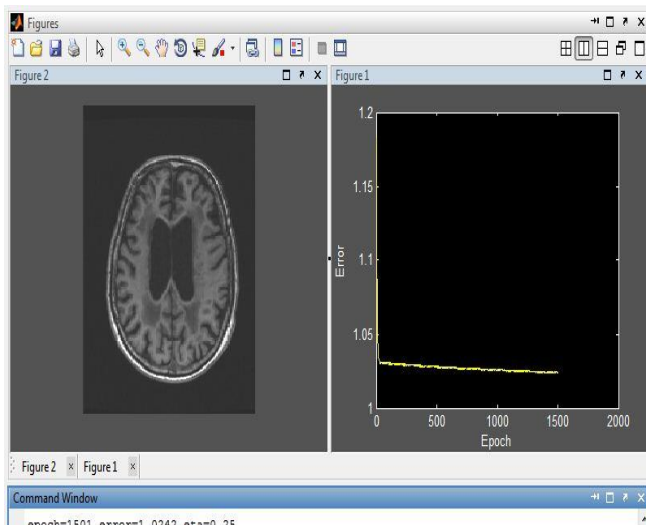 Figures
Figure 2
Figure 1
1.2
1.15
1.1
1.05
1
Error
0 500 1000 1500 2000
Epoch
Figure 2 × Figure 1 ×
Command Window
epoch=1501 error=1.0242 eta=0.25